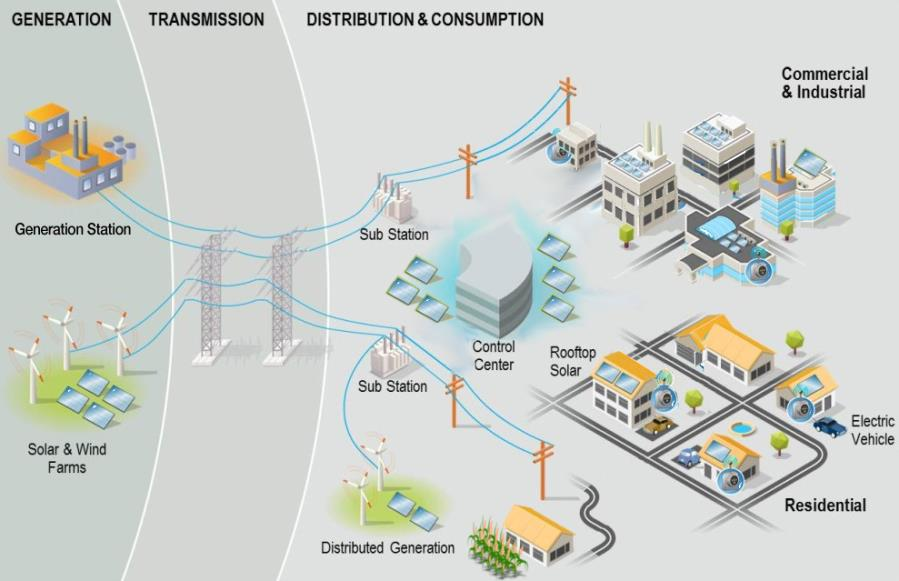 GENERATION
TRANSMISSION
DISTRIBUTION & CONSUMPTION
Commercial
& Industrial
Generation Station
Sub Station
Control
Center
Rooftop
Solar
Sub Station
Electric
Vehicle
Solar & Wind
Farms
Residential
Distributed Generation